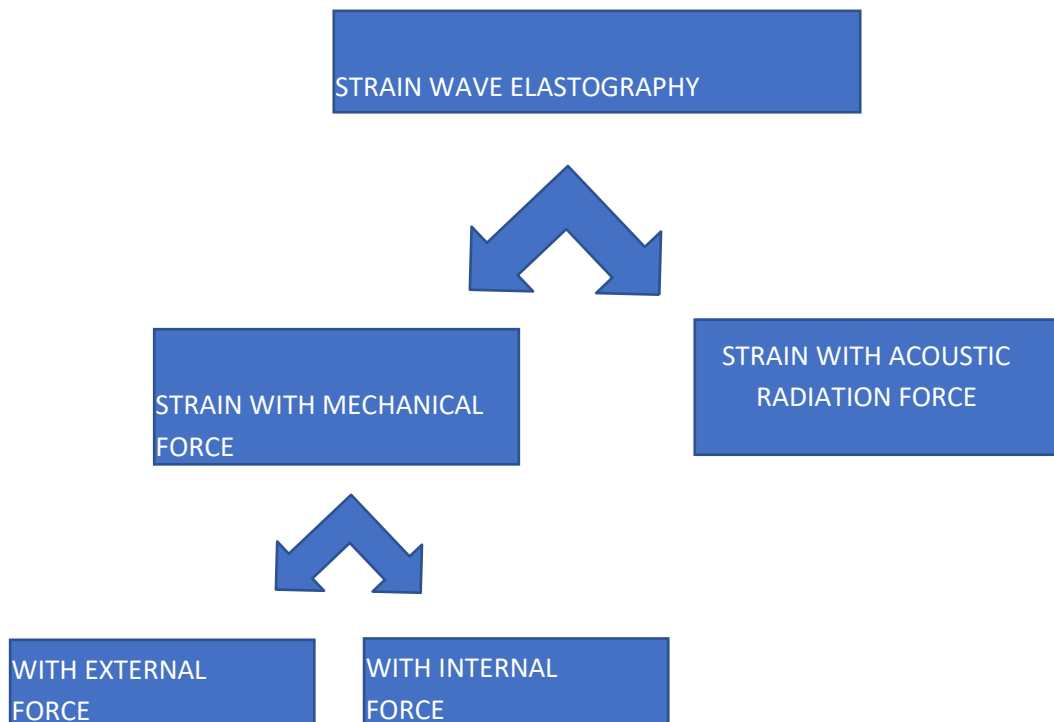 STRAIN WAVE ELASTOGRAPHY
STRAIN WITH ACOUSTIC
RADIATION FORCE
STRAIN WITH MECHANICAL
FORCE
WITH EXTERNAL
FORCE
WITH INTERNAL
FORCE